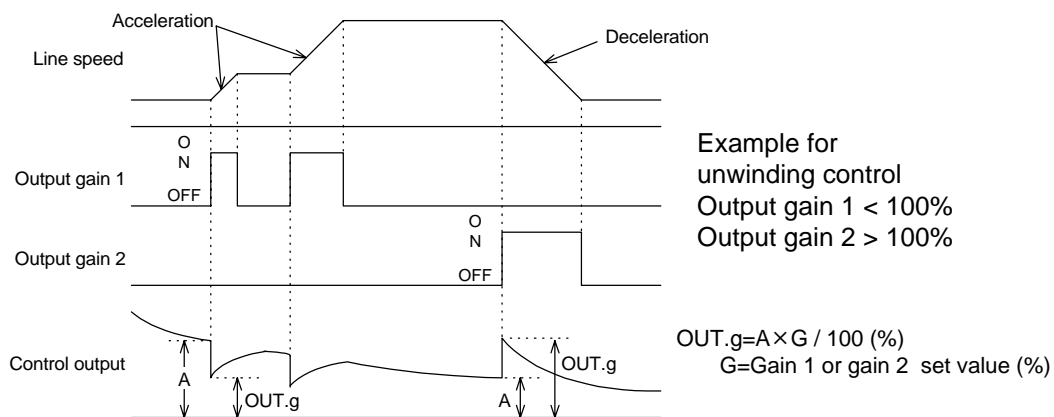 Acceleration
Line speed
Deceleration
O
N
Output gain 1
OFF
Example for
unwinding control
Output gain 1 < 100%
Output gain 2 > 100%
O
N
Output gain 2
OFF
Control output
A
OUT.g
A
OUT.g
OUT.g=A×G / 100 (%)
G=Gain 1 or gain 2 set value (%)